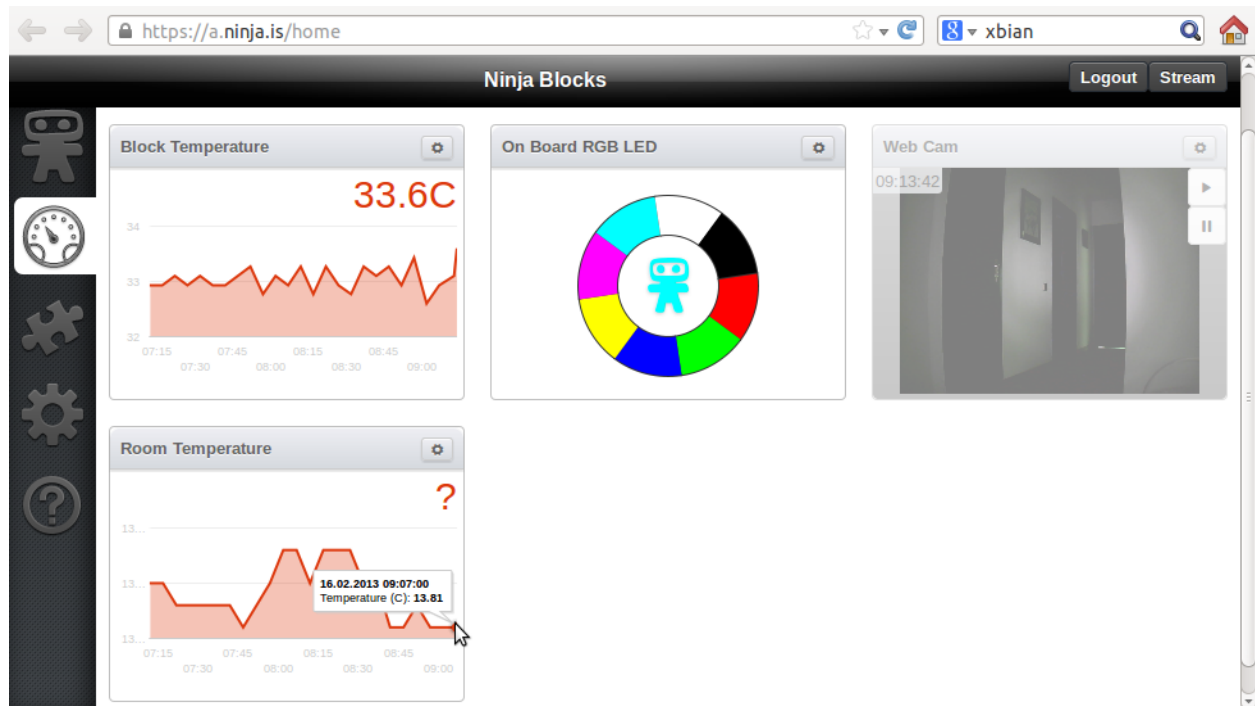 https://a.ninja.is/home
8 xbian
Ninja Blocks
Logout Stream
Block Temperature
33.6C
34
33
32
07:15 07:45 08:15 08:45
07:30 08:00 08:30 09:00
On Board RGB LED
Web Cam
09:13:42
Room Temperature
?
13...
13...
13...
16.02.2013 09:07:00
Temperature (C): 13.81
07:15 07:45 08:15 08:45
07:30 08:00 08:30 09:00
?